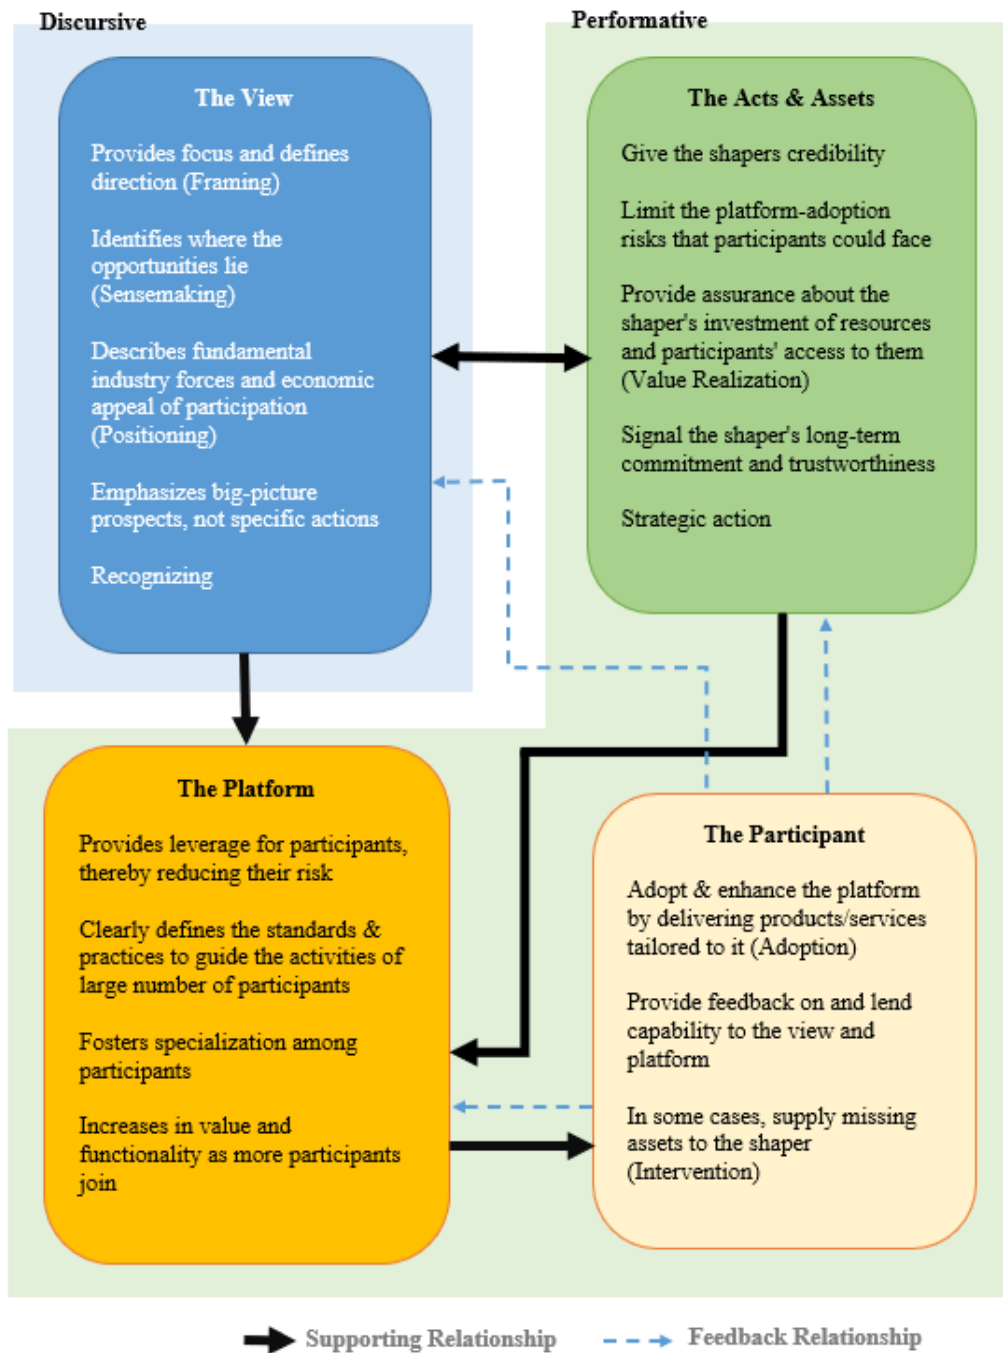 Discursive
The View
Provides focus and defines
direction (Framing)
Identifies where the
opportunities lie
(Sensemaking)
Describes fundamental
industry forces and economic
appeal of participation
(Positioning)
Emphasizes big-picture
prospects, not specific actions
Recognizing
Performative
The Acts & Assets
Give the shapers credibility
Limit the platform-adoption
risks that participants could face
Provide assurance about the
shaper's investment of resources
and participants' access to them
(Value Realization)
Signal the shaper's long-term
commitment and trustworthiness
Strategic action
The Platform
Provides leverage for participants,
thereby reducing their risk
Clearly defines the standards &
practices to guide the activities of
large number of participants
Fosters specialization among
participants
Increases in value and
functionality as more participants
join
The Participant
Adopt & enhance the platform
by delivering products/services
tailored to it (Adoption)
Provide feedback on and lend
capability to the view and
platform
In some cases, supply missing
assets to the shaper
(Intervention)
Supporting Relationship
Feedback Relationship